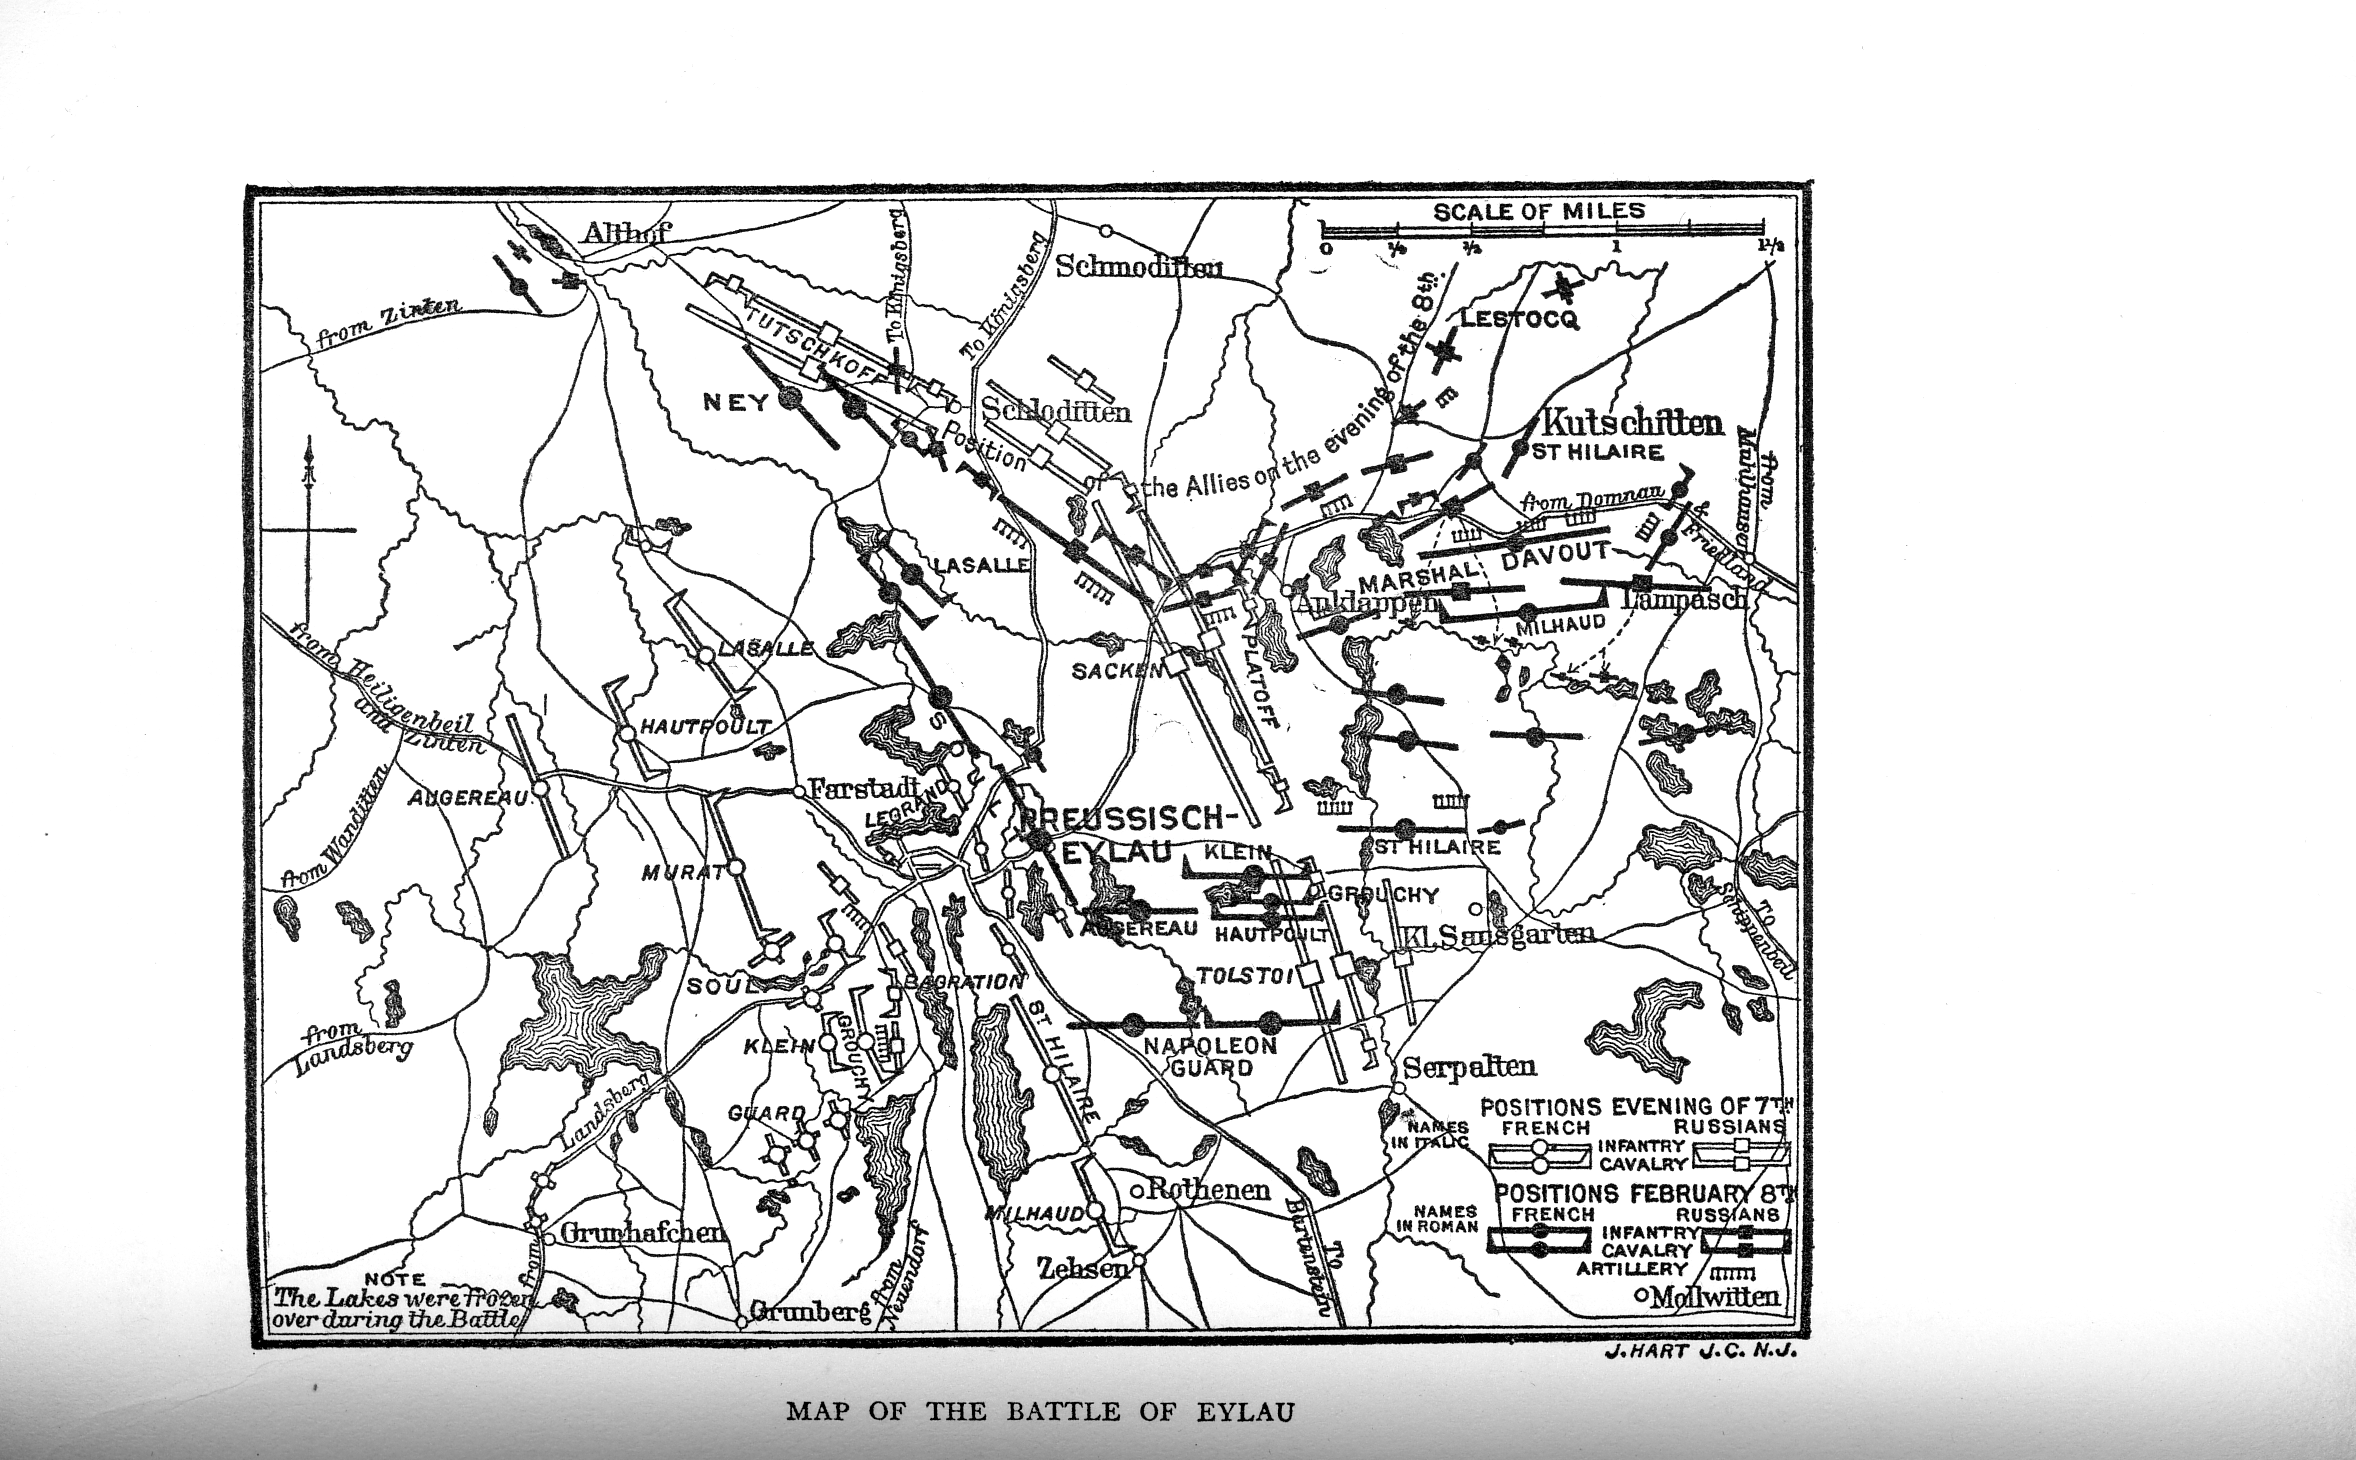 SCALE OF MILES
0 ¼ ½ 1 1½
Althof
Schmoditten
To Königsberg
To Königsberg
from Zinten
TUTSCHKOFF
LESTOCQ
NEY
Schloditten
Kutschitten
ST HILAIRE
Position of the Allies on the evening of the 8th.
from Domnau
& Friedland
from
Mulhausen
LASALLE
MARSHAL DAVOUT
Anklappen
Lampasch
MILHAUD
from Heiligenbeil
and Zinten
LASALLE
SACKEN
PLATOFF
HAUTPOULT
SOULT
AUGEREAU
Farstadt
LEGRAND
from Wanditten
PREUSSISCH-
EYLAU
KLEIN
ST HILAIRE
MURAT
GROUCHY
AUGEREAU
HAUTPOULT
Kl. Sausgarten
To
Schippenbeil
SOULT
BAGRATION
TOLSTOI
ST HILAIRE
from
Landsberg
KLEIN
GROUCHY
NAPOLEON
GUARD
Serpalten
Landsberg
GUARD
Rothenen
MILHAUD
Zehsen
To
Bartenstein
Grunhafchen
from
from
Neuendorf
Grunberg
NOTE
The Lakes were frozen
over during the Battle
POSITIONS EVENING OF 7TH
NAMES
IN ITALIC
FRENCH RUSSIANS
INFANTRY
CAVALRY
POSITIONS FEBRUARY 8TH
NAMES
IN ROMAN
FRENCH RUSSIANS
INFANTRY
CAVALRY
ARTILLERY
Mollwitten
J. HART J.C. N.J.
MAP OF THE BATTLE OF EYLAU